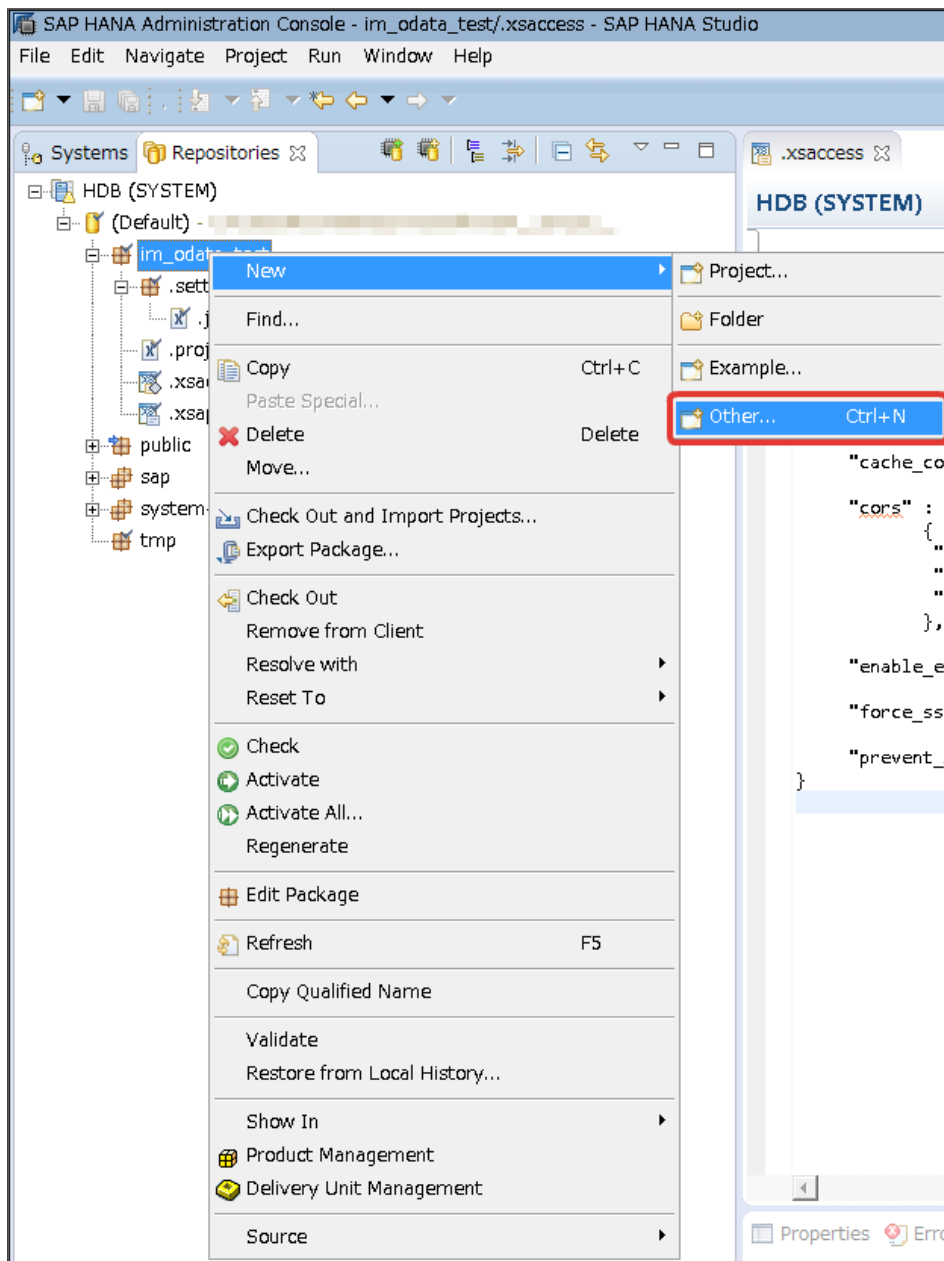 SAP HANA Administration Console - im_odata_test/.xsaccess - SAP HANA Studio
File Edit Navigate Project Run Window Help
Systems Repositories
.xsaccess
HDB (SYSTEM)
HDB (SYSTEM)
(Default) -
im_odata_test
New
Project...
.sett
Find...
Folder
.j
.proj
Copy Ctrl+C
Example...
.xsa
Paste Special...
.xsap
Delete Delete
Other... Ctrl+N
public
Move...
"cache_co
sap
system-
Check Out and Import Projects...
"cors" :
{
tmp
Export Package...
"
"
"
Check Out
},
Remove from Client
Resolve with
"enable_e
Reset To
"force_ss
Check
"prevent_
Activate
}
Activate All...
Regenerate
Edit Package
Refresh F5
Copy Qualified Name
Validate
Restore from Local History...
Show In
Product Management
Delivery Unit Management
Source
Properties Erro